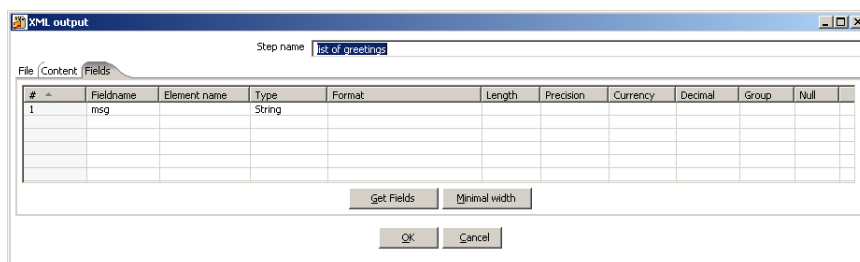 XML output
Step name list of greetings
File Content Fields
# Fieldname Element name Type Format Length Precision Currency Decimal Group Null
1 msg String
Get Fields Minimal width
OK Cancel